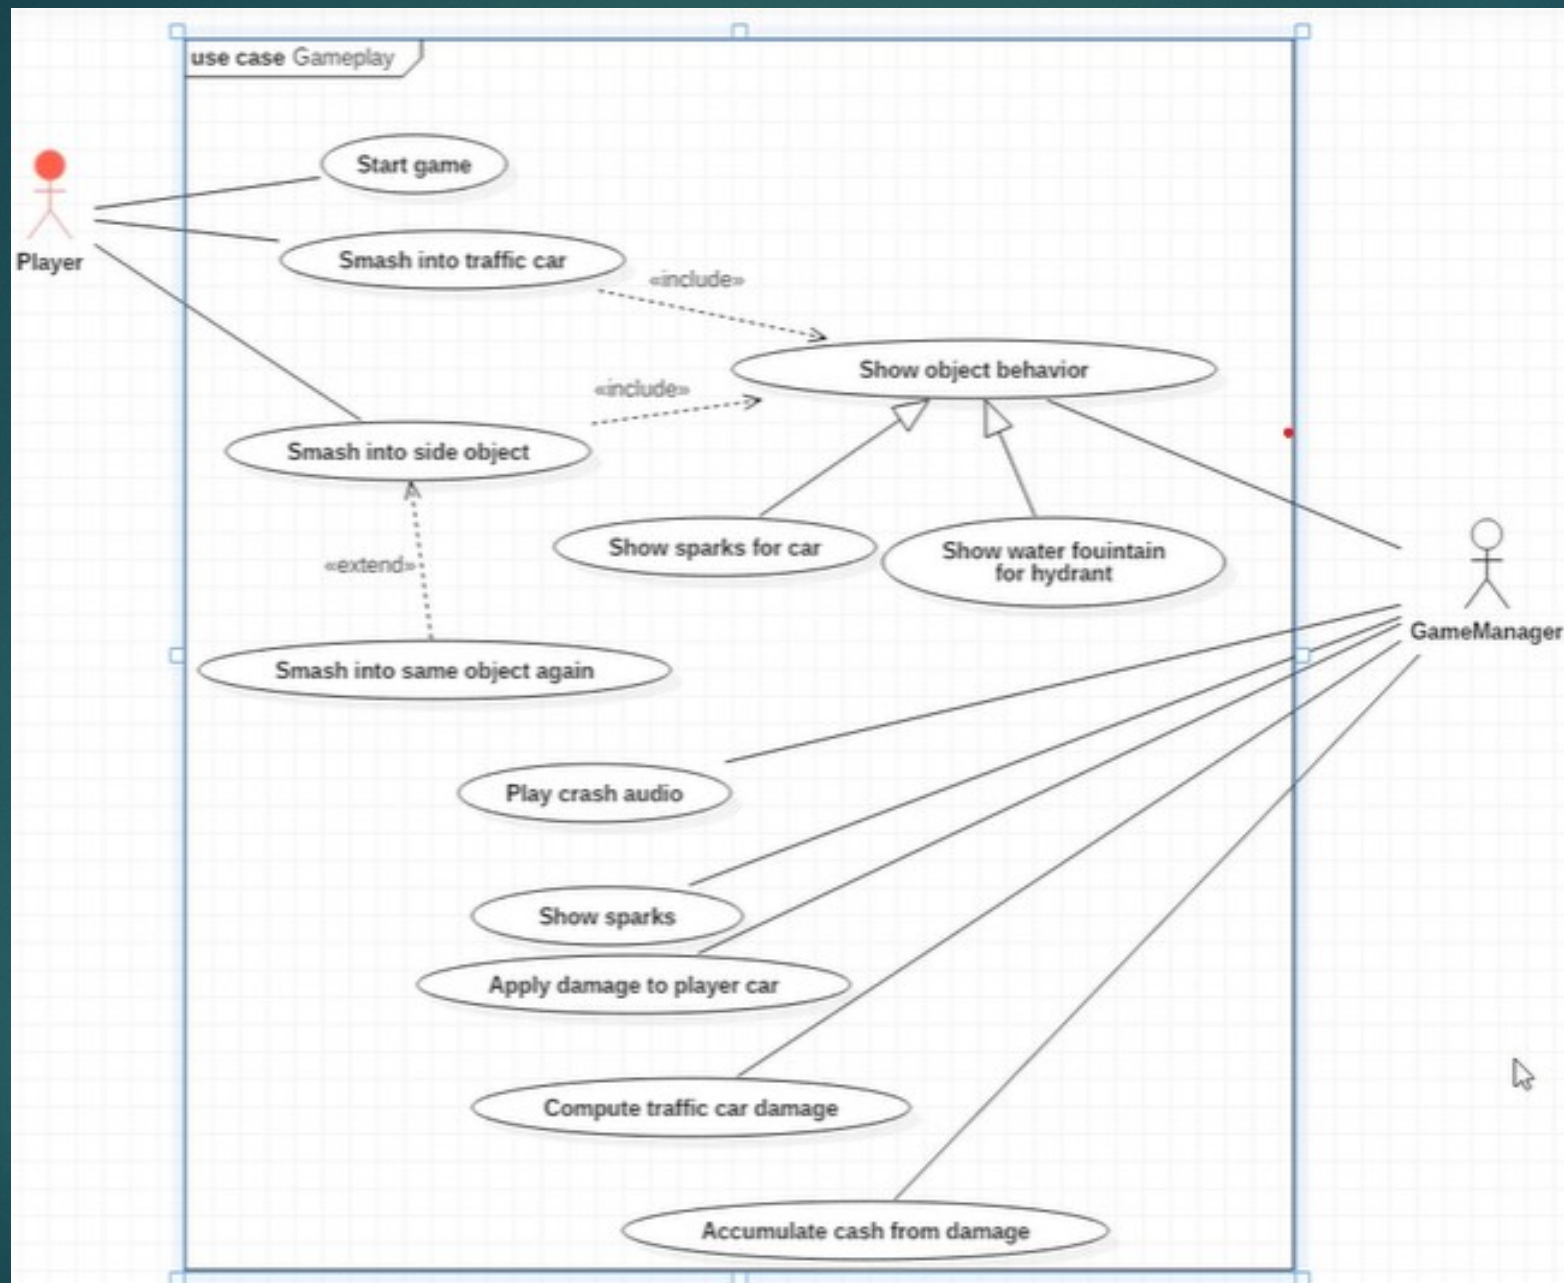 use case Gameplay
Start game
Player
Smash into traffic car
«include»
Show object behavior
«include»
Smash into side object
Show sparks for car
Show water fouintain
for hydrant
«extend»
GameManager
Smash into same object again
Play crash audio
Show sparks
Apply damage to player car
Compute traffic car damage
Accumulate cash from damage